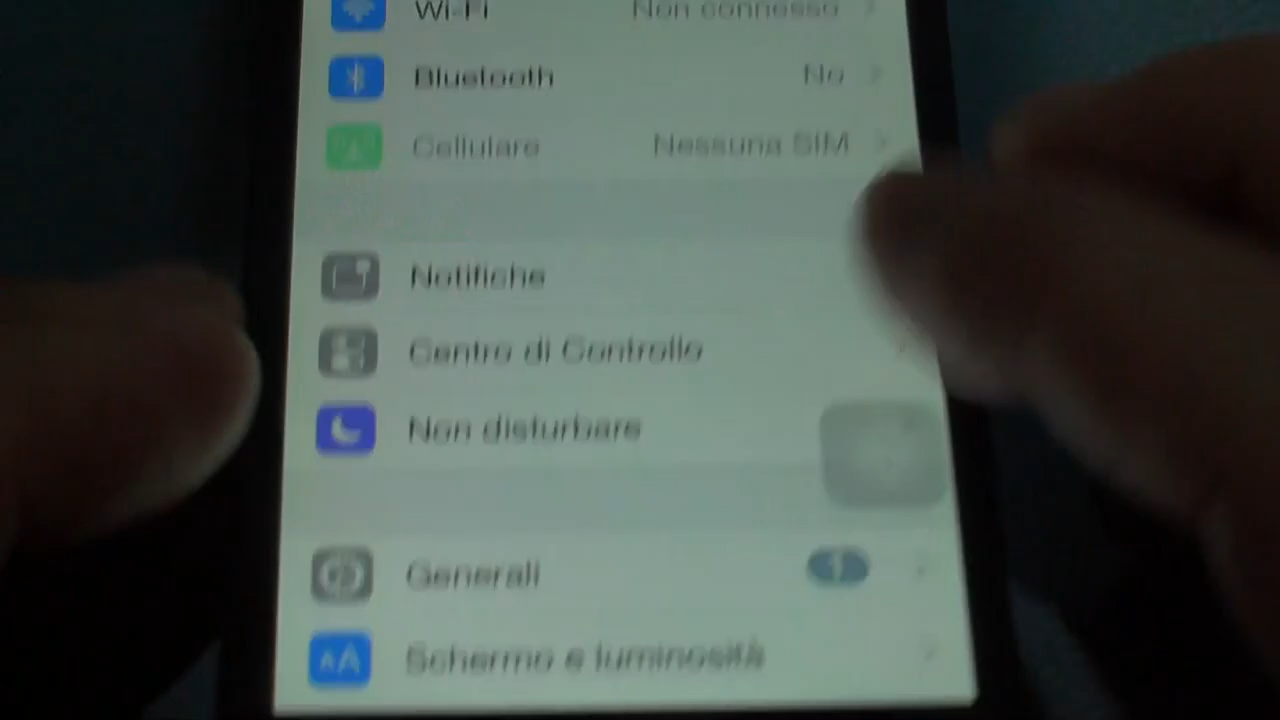 Wi-Fi Non connesso
Bluetooth No
Cellulare Nessuna SIM
Notifiche
Centro di Controllo
Non disturbare
Generali 1
AA Schermo e luminosità